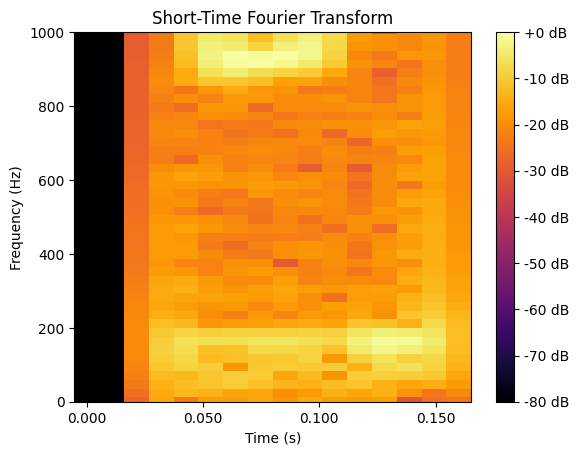 Short-Time Fourier Transform
1000
800
600
400
200
0
Frequency (Hz)
0.000
0.050
0.100
0.150
Time (s)
+0 dB
-10 dB
-20 dB
-30 dB
-40 dB
-50 dB
-60 dB
-70 dB
-80 dB